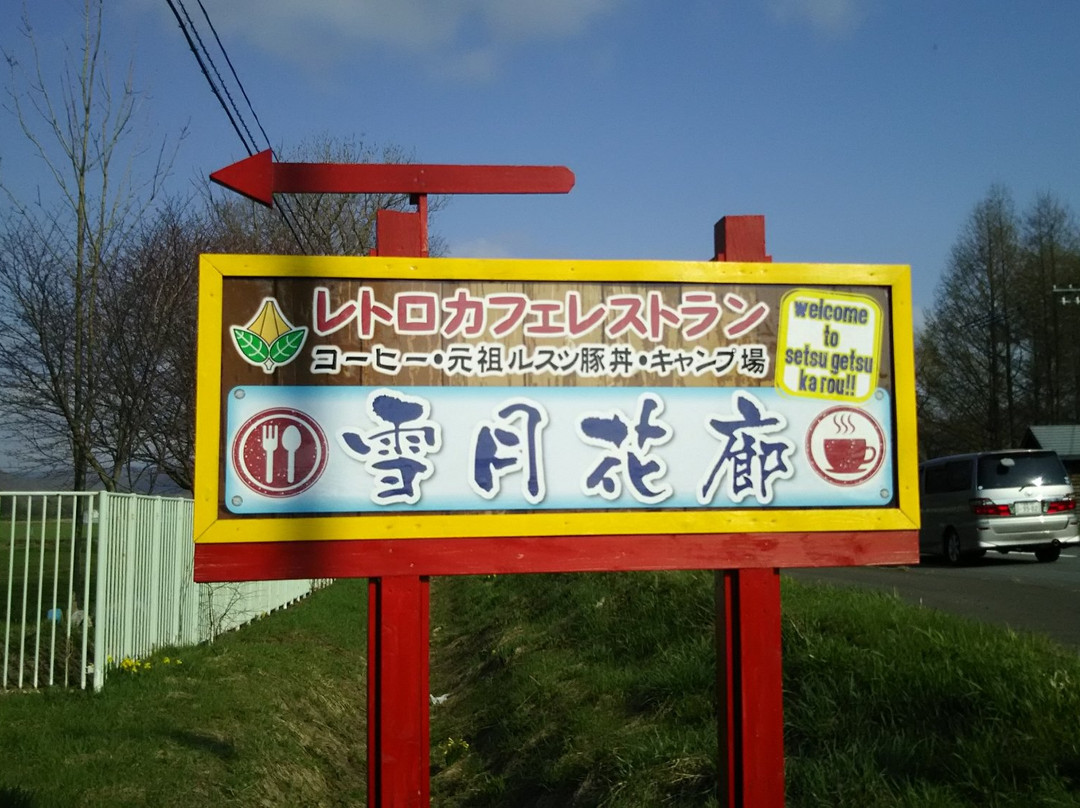 レトロカフェレストラン
コーヒー・元祖ルスツ豚丼・キャンプ場
welcome
to
setsu getsu
ka rou!!
雪月花廊